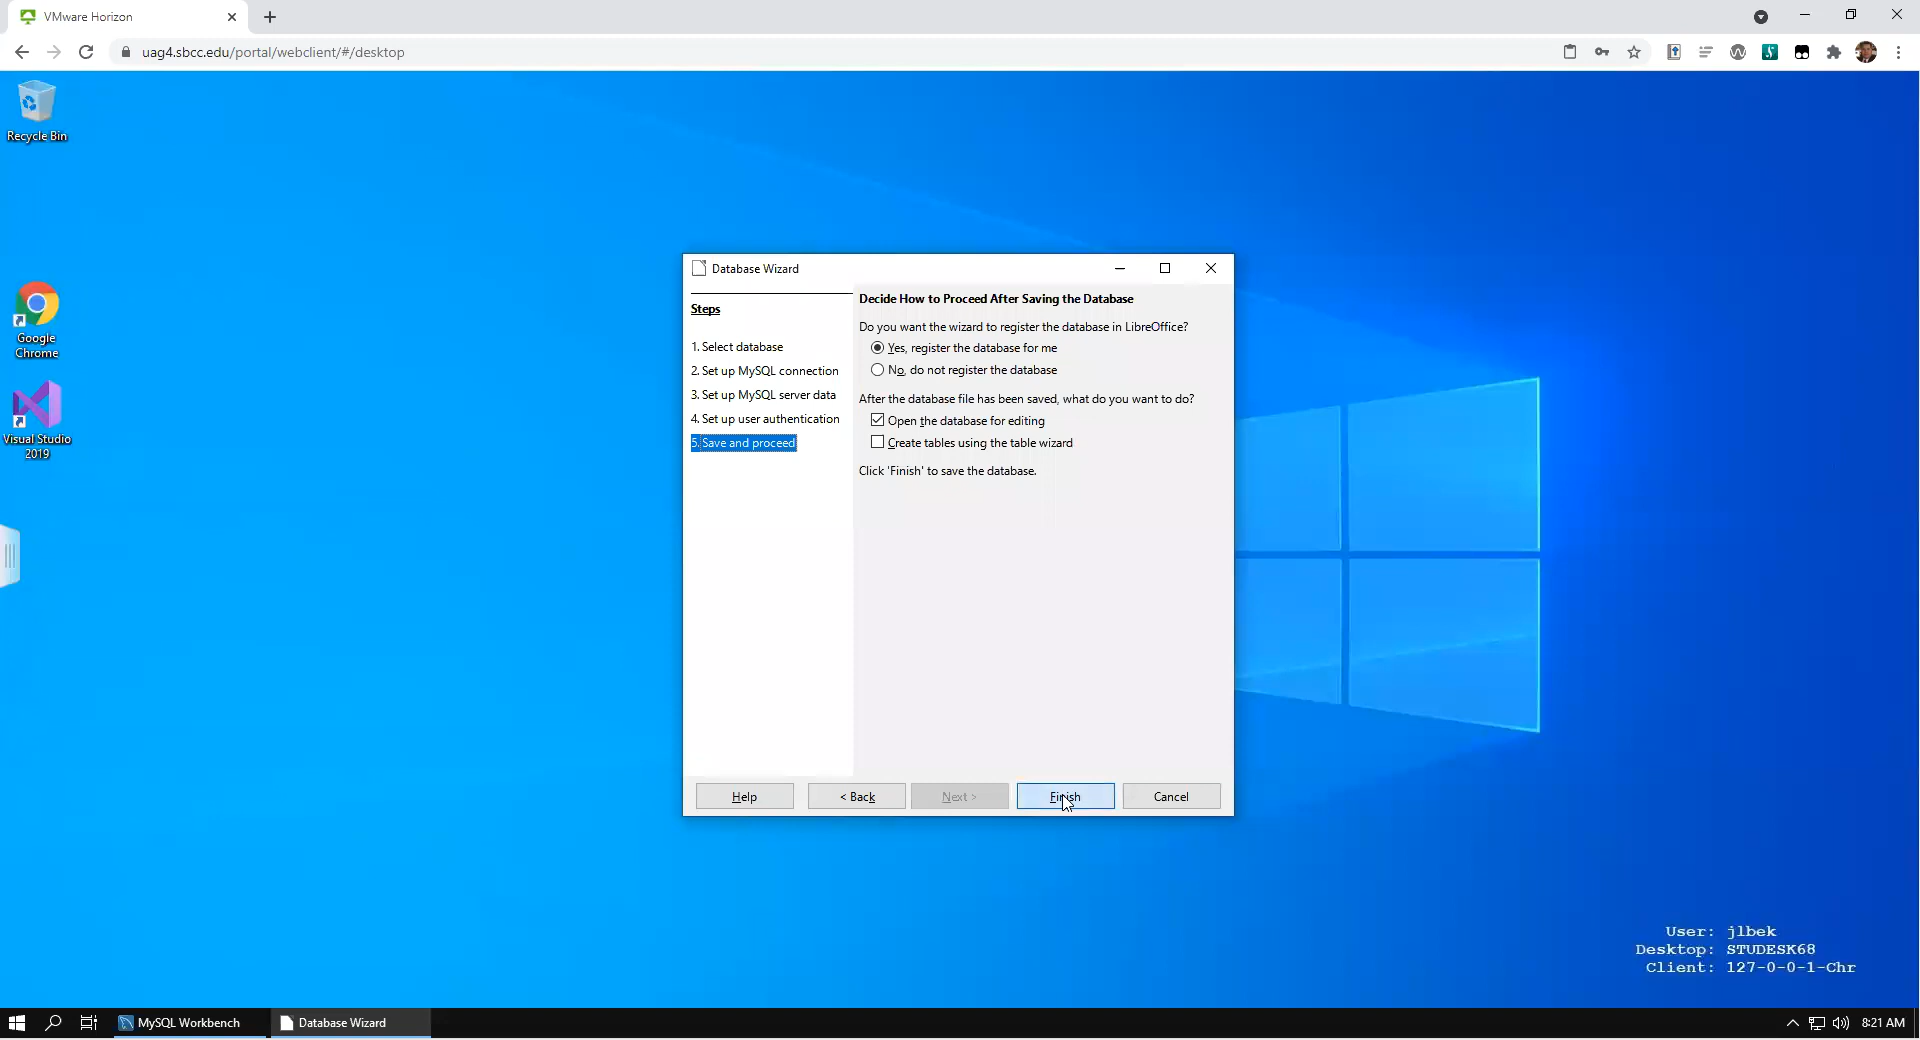 VMware Horizon
uag4.sbcc.edu/portal/webclient/#/desktop
Recycle Bin
Google
Chrome
Visual Studio
2019
Database Wizard
Steps
1. Select database
2. Set up MySQL connection
3. Set up MySQL server data
4. Set up user authentication
5. Save and proceed
Decide How to Proceed After Saving the Database
Do you want the wizard to register the database in LibreOffice?
Yes, register the database for me
No, do not register the database
After the database file has been saved, what do you want to do?
Open the database for editing
Create tables using the table wizard
Click 'Finish' to save the database.
Help
< Back
Next >
Finish
Cancel
User: jlbek
Desktop: STUDESK68
Client: 127-0-0-1-Chr
MySQL Workbench
Database Wizard
8:21 AM